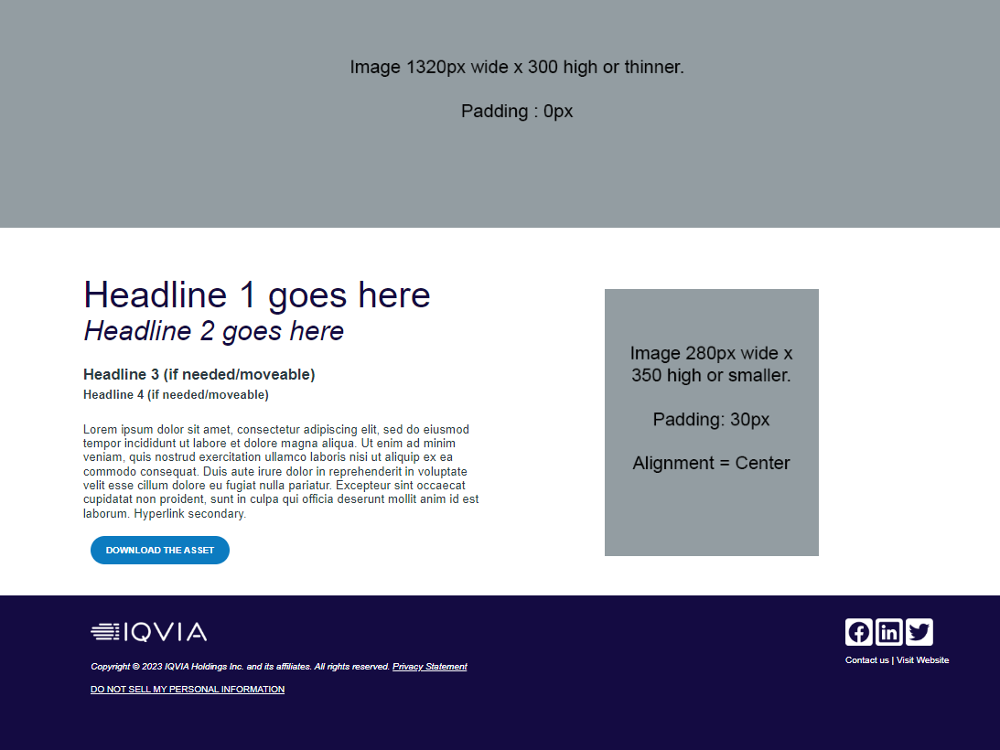 Image 1320px wide x 300 high or thinner.
Padding : 0px
Headline 1 goes here
Headline 2 goes here
Headline 3 (if needed/moveable)
Headline 4 (if needed/moveable)
Lorem ipsum dolor sit amet, consectetur adipiscing elit, sed do eiusmod
tempor incididunt ut labore et dolore magna aliqua. Ut enim ad minim
veniam, quis nostrud exercitation ullamco laboris nisi ut aliquip ex ea
commodo consequat. Duis aute irure dolor in reprehenderit in voluptate
velit esse cillum dolore eu fugiat nulla pariatur. Excepteur sint occaecat
cupidatat non proident, sunt in culpa qui officia deserunt mollit anim id est
laborum. Hyperlink secondary.
DOWNLOAD THE ASSET
Image 280px wide x
350 high or smaller.
Padding: 30px
Alignment = Center
IQVIA
Copyright © 2023 IQVIA Holdings Inc. and its affiliates. All rights reserved. Privacy Statement
DO NOT SELL MY PERSONAL INFORMATION
Contact us | Visit Website